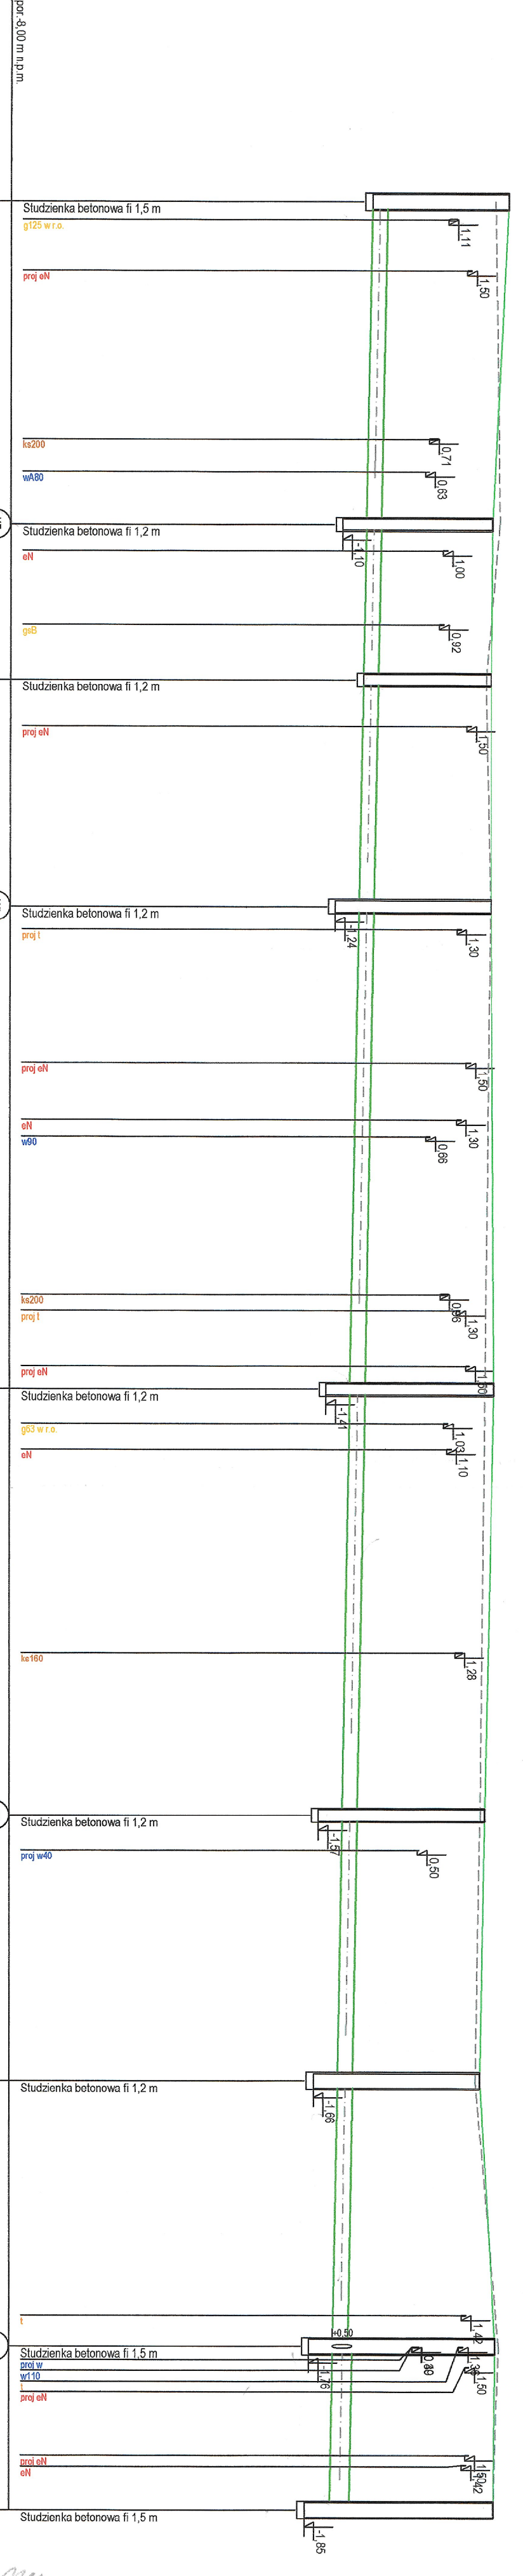 por.-8,00 m n.p.m.
Studzienka betonowa fi 1,5 m
g125 w r.o.
1,11
proj eN
1,50
ks200
0,71
wA80
0,63
Studzienka betonowa fi 1,2 m
-1,10
eN
1,00
gsB
0,92
Studzienka betonowa fi 1,2 m
proj eN
1,50
Studzienka betonowa fi 1,2 m
-1,24
proj t
1,30
proj eN
1,50
eN
1,30
w90
0,66
ks200
proj t
1,30
proj eN
Studzienka betonowa fi 1,2 m
-1,41
g63 w r.o.
1,03
eN
1,10
ks160
1,28
Studzienka betonowa fi 1,2 m
-1,57
proj w40
0,50
Studzienka betonowa fi 1,2 m
-1,66
t
1,42
+0,50
Studzienka betonowa fi 1,5 m
-1,76
proj w
w110
t
proj eN
1,50
proj eN
eN
Studzienka betonowa fi 1,5 m
-1,85